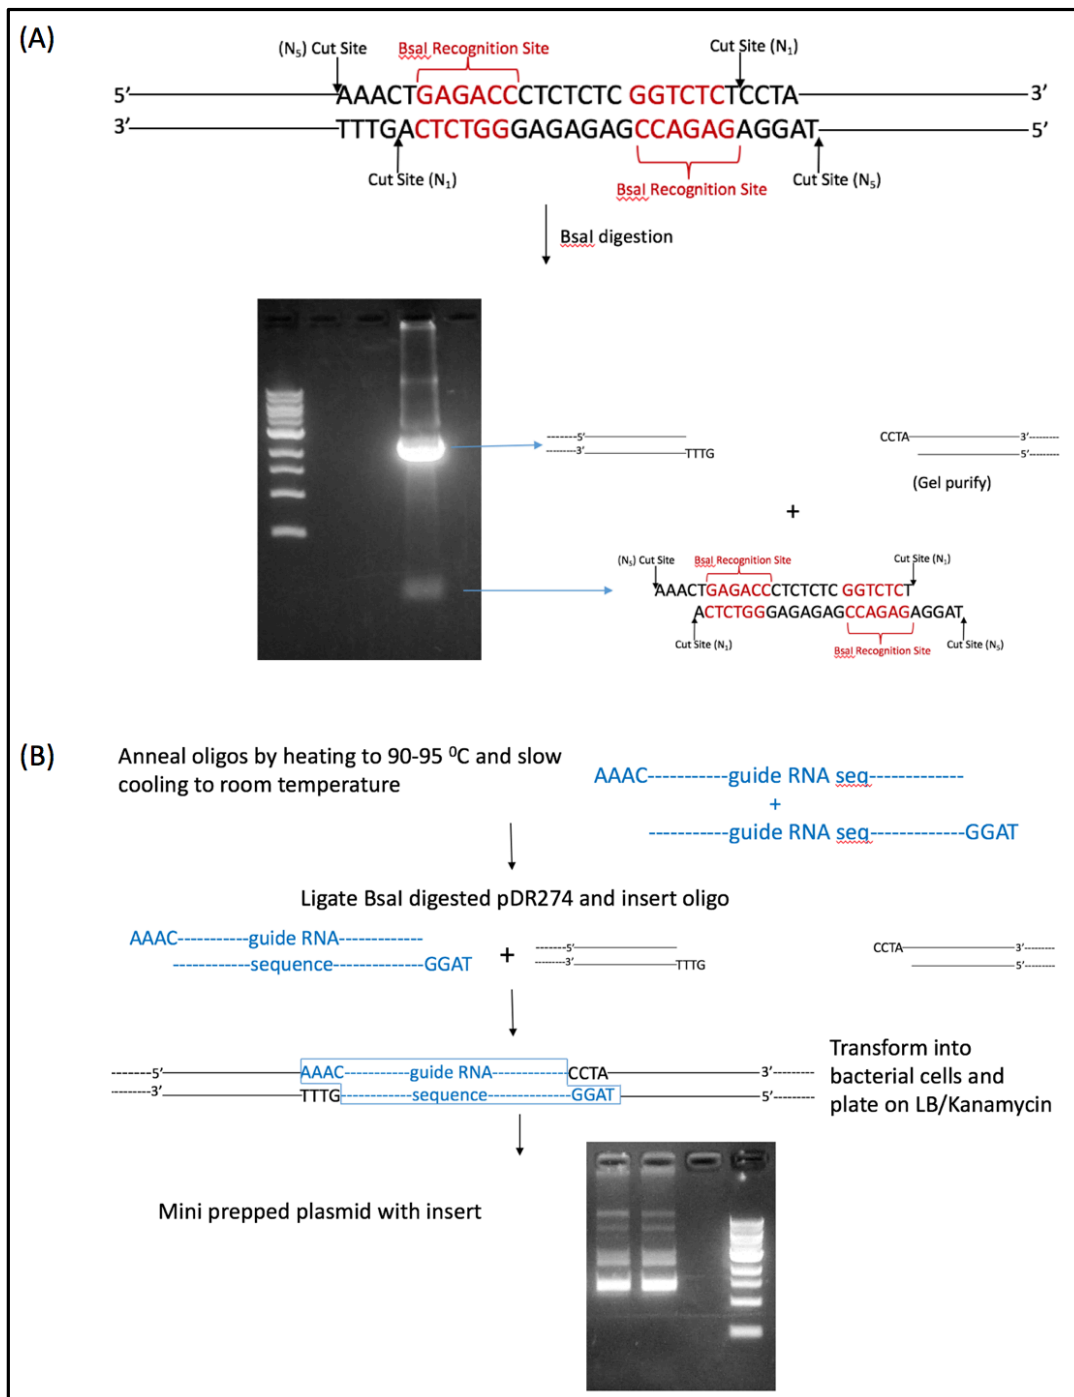 (A)
(N5) Cut Site
BsaI Recognition Site
Cut Site (N1)
5’ AAACTGAGACCCTCTCTC GGTCTCTCCTA 3’
3’ TTTGACTCTGGGAGAGAGCCAGAGAGGAT 5’
Cut Site (N1)
BsaI Recognition Site
Cut Site (N5)
BsaI digestion
-------5’ CCTA 3’---------
-------3’ TTTG 5’---------
(Gel purify)
+
(N5) Cut Site
BsaI Recognition Site
Cut Site (N1)
AAACTGAGACCCTCTCTC GGTCTCT
ACTCTGGGAGAGAGCCAGAGAGGAT
Cut Site (N1)
BsaI Recognition Site
Cut Site (N5)
(B)
Anneal oligos by heating to 90-95 ⁰C and slow
cooling to room temperature
AAAC-----------guide RNA seq-------------
+
-----------guide RNA seq-------------GGAT
Ligate BsaI digested pDR274 and insert oligo
AAAC-----------guide RNA------------- + -------5’ CCTA 3’---------
-----------sequence-------------GGAT ---------3’ TTTG 5’---------
-------5’ AAAC-----------guide RNA-------------CCTA 3’--------
-------3’ TTTG-----------sequence-------------GGAT 5’--------
Transform into
bacterial cells and
plate on LB/Kanamycin
Mini prepped plasmid with insert